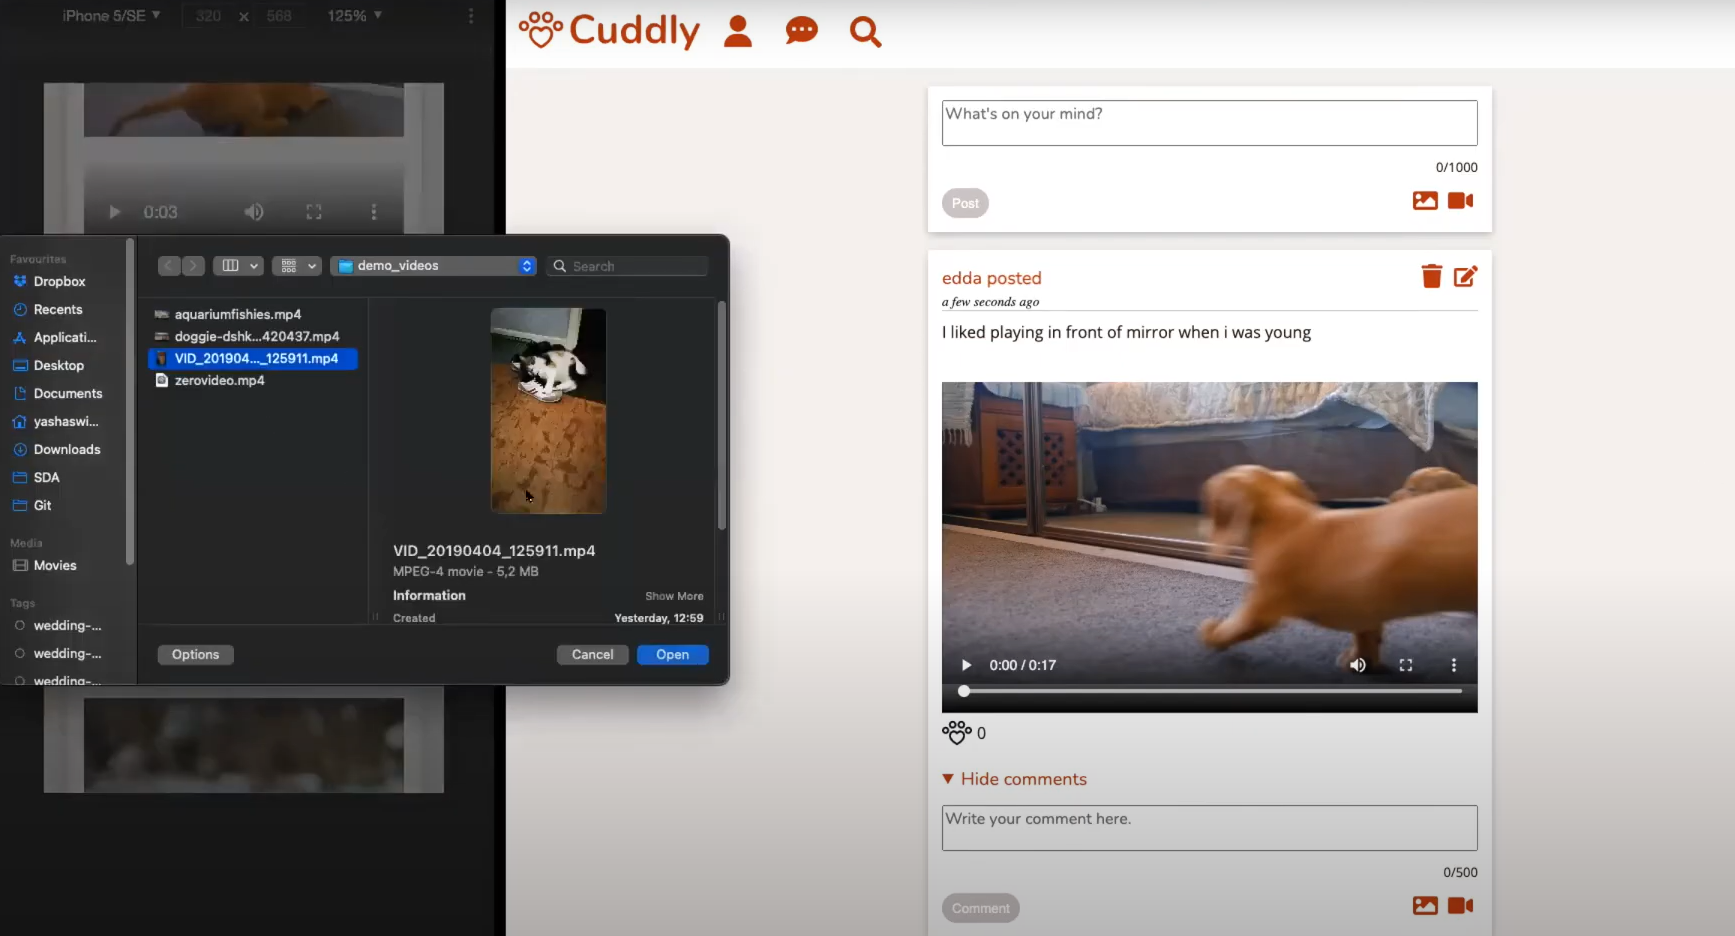 iPhone 5/SE
320 x 568
125%
0:03
Favourites
Dropbox
Recents
Applicati...
Desktop
Documents
yashaswi...
Downloads
SDA
Git
Media
Movies
Tags
wedding-...
wedding-...
wedding-...
demo_videos
Search
aquariumfishies.mp4
doggie-dshk...420437.mp4
VID_201904..._125911.mp4
zerovideo.mp4
VID_20190404_125911.mp4
MPEG-4 movie - 5,2 MB
Information
Show More
Created
Yesterday, 12:59
Options
Cancel
Open
Cuddly
What's on your mind?
0/1000
Post
edda posted
a few seconds ago
I liked playing in front of mirror when i was young
0:00 / 0:17
0
Hide comments
Write your comment here.
0/500
Comment